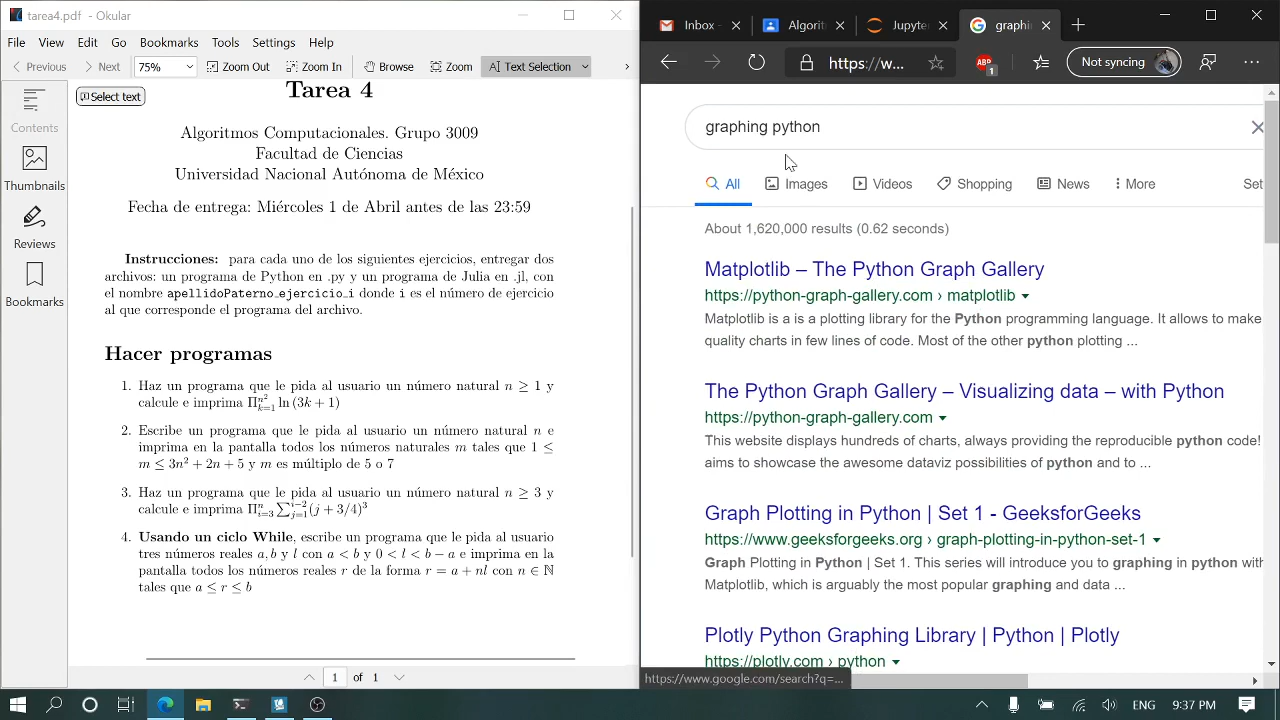 tarea4.pdf - Okular
File View Edit Go Bookmarks Tools Settings Help
Previous Next 75% Zoom Out Zoom In Browse Zoom Text Selection
Select text
Contents
Thumbnails
Reviews
Bookmarks
Tarea 4
Algoritmos Computacionales. Grupo 3009
Facultad de Ciencias
Universidad Nacional Autónoma de México
Fecha de entrega: Miércoles 1 de Abril antes de las 23:59
Instrucciones: para cada uno de los siguientes ejercicios, entregar dos
archivos: un programa de Python en .py y un programa de Julia en .jl, con
el nombre apellidoPaterno_ejercicio_i donde i es el número de ejercicio
al que corresponde el programa del archivo.
Hacer programas
1. Haz un programa que le pida al usuario un número natural n ≥ 1 y
calcule e imprima Π_{k=1}^{n^2} ln (3k + 1)
2. Escribe un programa que le pida al usuario un número natural n e
imprima en la pantalla todos los números naturales m tales que 1 ≤
m ≤ 3n² + 2n + 5 y m es múltiplo de 5 o 7
3. Haz un programa que le pida al usuario un número natural n ≥ 3 y
calcule e imprima Π_{i=3}^{n} ∑_{j=1}^{i−2} (j + 3/4)³
4. Usando un ciclo While, escribe un programa que le pida al usuario
tres números reales a, b y l con a < b y 0 < l < b − a e imprima en la
pantalla todos los números reales r de la forma r = a + nl con n ∈ ℕ
tales que a ≤ r ≤ b
1 of 1
Inbox - Algorit Jupyte graphin
https://w... ABP 1 Not syncing
graphing python
All Images Videos Shopping News More Set
About 1,620,000 results (0.62 seconds)
Matplotlib – The Python Graph Gallery
https://python-graph-gallery.com › matplotlib
Matplotlib is a is a plotting library for the Python programming language. It allows to make
quality charts in few lines of code. Most of the other python plotting ...
The Python Graph Gallery – Visualizing data – with Python
https://python-graph-gallery.com
This website displays hundreds of charts, always providing the reproducible python code!
aims to showcase the awesome dataviz possibilities of python and to ...
Graph Plotting in Python | Set 1 - GeeksforGeeks
https://www.geeksforgeeks.org › graph-plotting-in-python-set-1
Graph Plotting in Python | Set 1. This series will introduce you to graphing in python with
Matplotlib, which is arguably the most popular graphing and data ...
Plotly Python Graphing Library | Python | Plotly
https://plotly.com › python
https://www.google.com/search?q=...
ENG 9:37 PM